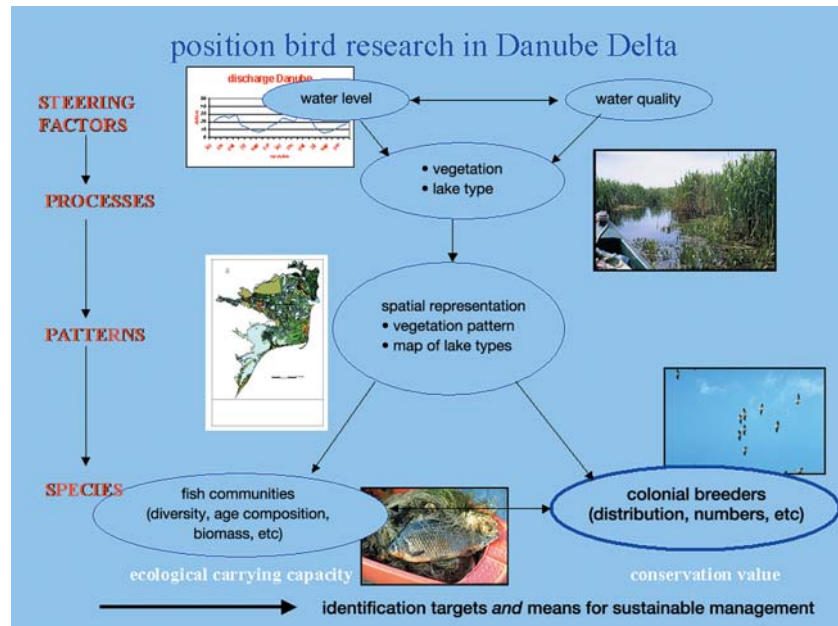 position bird research in Danube Delta
discharge Danube
STEERING
FACTORS
water level
water quality
• vegetation
• lake type
PROCESSES
spatial representation
• vegetation pattern
• map of lake types
PATTERNS
SPECIES
fish communities
(diversity, age composition,
biomass, etc)
colonial breeders
(distribution, numbers, etc)
ecological carrying capacity
conservation value
identification targets and means for sustainable management